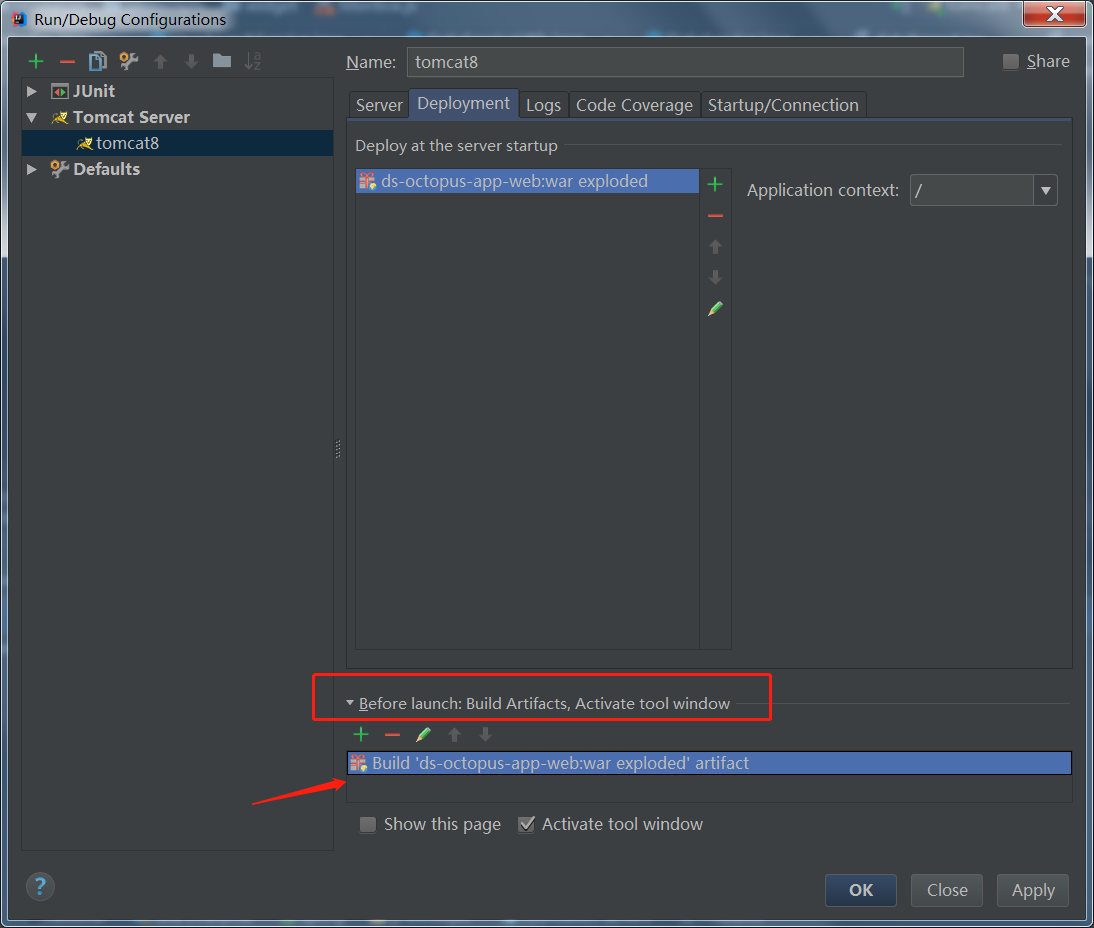 Run/Debug Configurations
Name: tomcat8 Share
JUnit
Tomcat Server
tomcat8
Defaults
Server Deployment Logs Code Coverage Startup/Connection
Deploy at the server startup
ds-octopus-app-web:war exploded
Application context: /
Before launch: Build Artifacts, Activate tool window
Build 'ds-octopus-app-web:war exploded' artifact
Show this page Activate tool window
? OK Close Apply